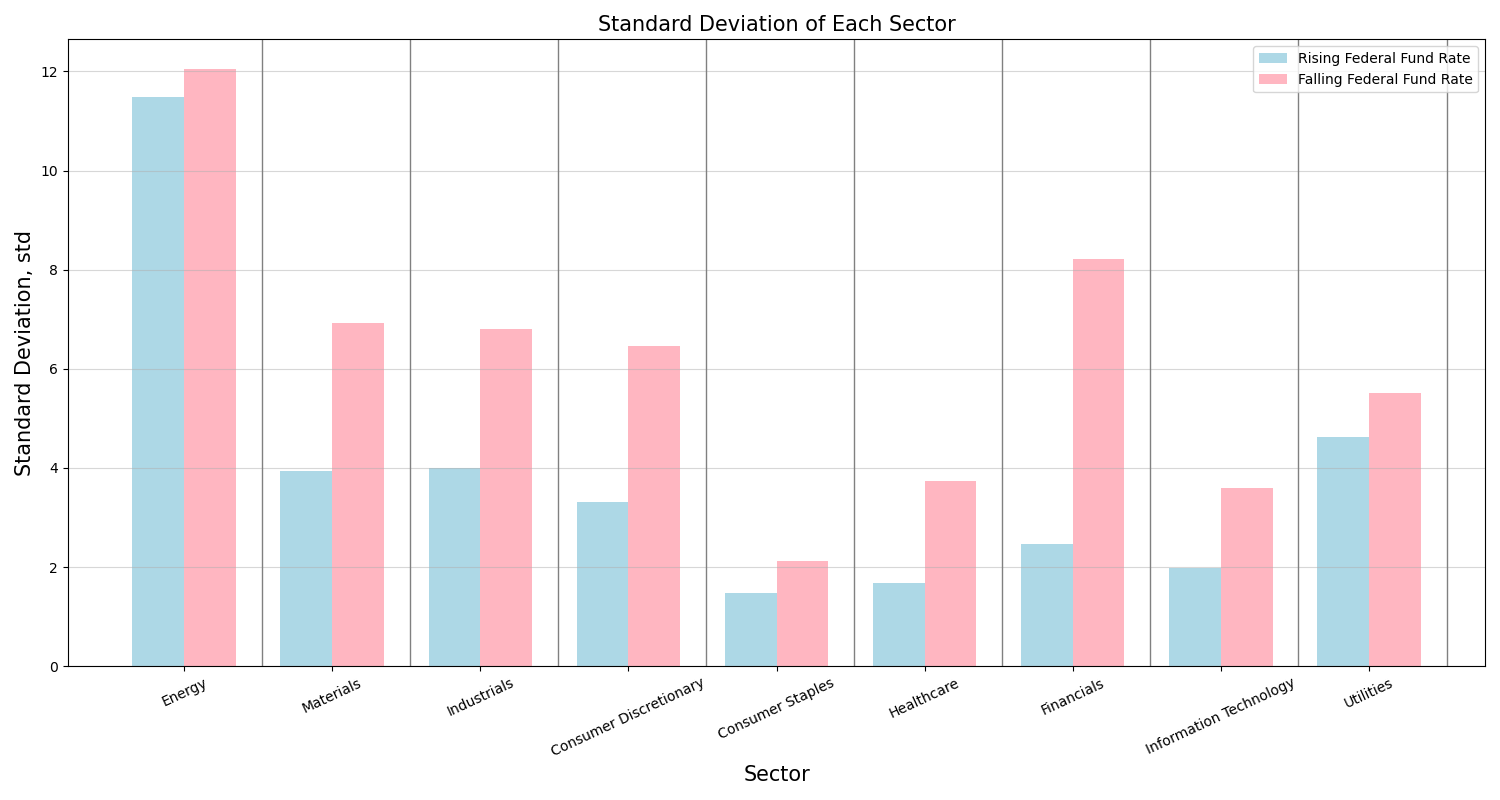 Standard Deviation of Each Sector
Rising Federal Fund Rate
Falling Federal Fund Rate
Standard Deviation, std
12
10
8
6
4
2
0
Energy
Materials
Industrials
Consumer Discretionary
Consumer Staples
Healthcare
Financials
Information Technology
Utilities
Sector